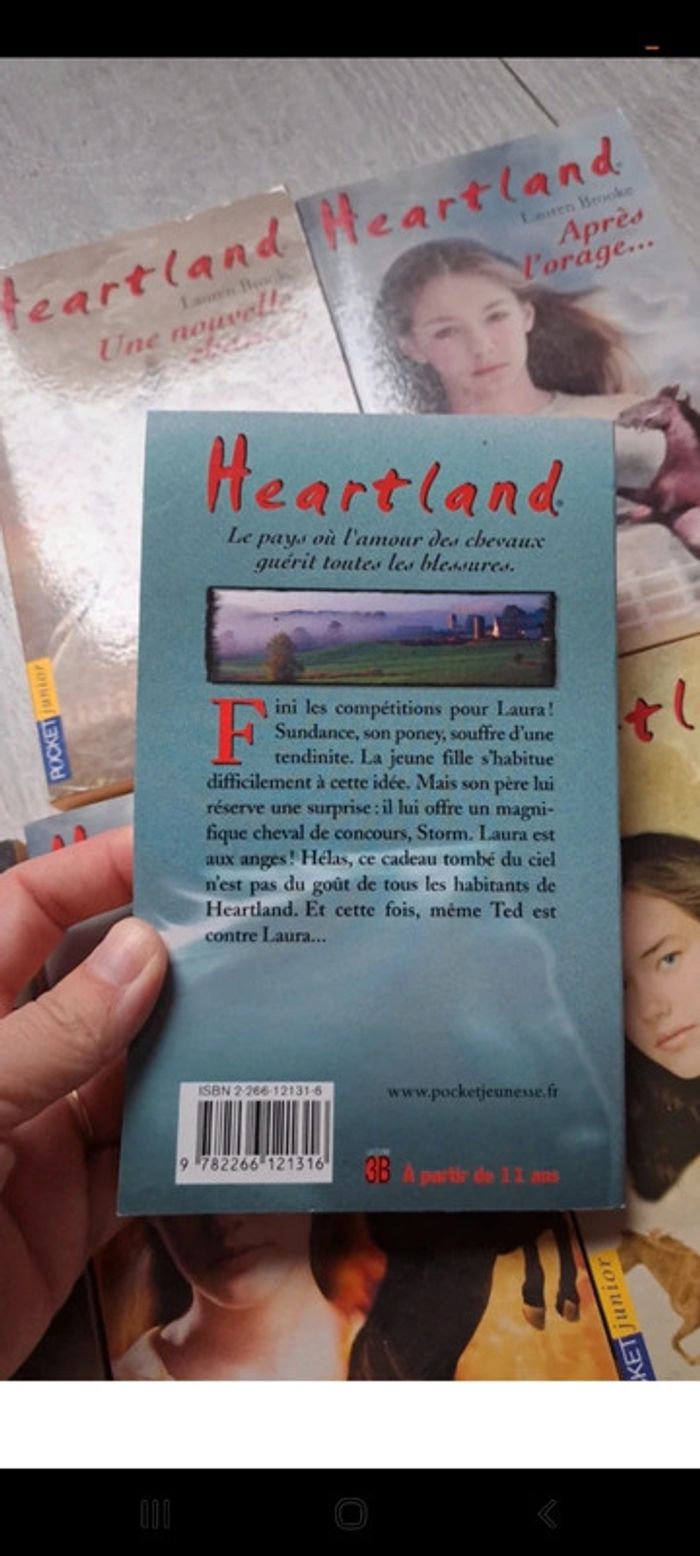 Heartland
Lauren Brooke
Après
l'orage...
Heartland
Lauren Brooke
Une nouvelle
POCKET junior
Heartland
Le pays où l'amour des chevaux
guérit toutes les blessures.
Fini les compétitions pour Laura !
Sundance, son poney, souffre d'une
tendinite. La jeune fille s'habitue
difficilement à cette idée. Mais son père lui
réserve une surprise : il lui offre un magni-
fique cheval de concours, Storm. Laura est
aux anges ! Hélas, ce cadeau tombé du ciel
n'est pas du goût de tous les habitants de
Heartland. Et cette fois, même Ted est
contre Laura...
ISBN 2-266-12131-6
9 782266 121316
www.pocketjeunesse.fr
3B À partir de 11 ans
tl
H
KET junior